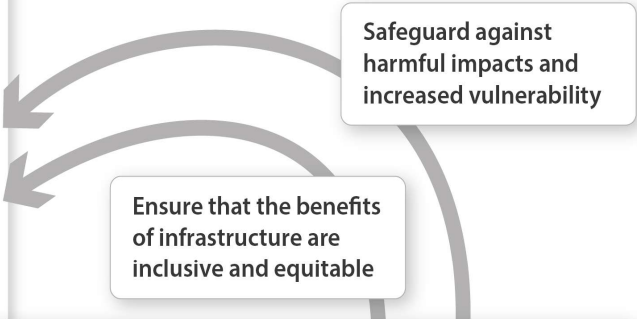 Safeguard against
harmful impacts and
increased vulnerability
Ensure that the benefits
of infrastructure are
inclusive and equitable